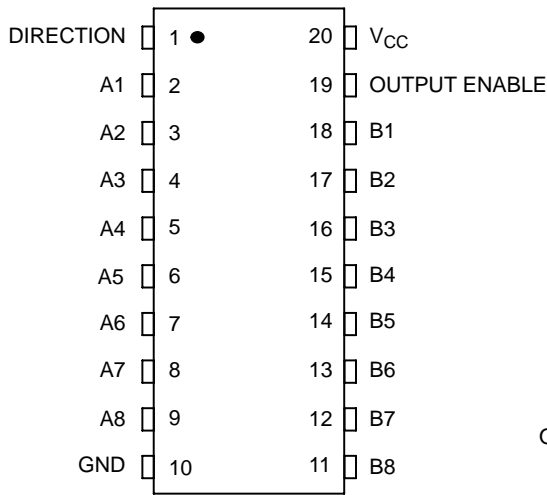 DIRECTION 1 20 VCC
A1 2 19 OUTPUT ENABLE
A2 3 18 B1
A3 4 17 B2
A4 5 16 B3
A5 6 15 B4
A6 7 14 B5
A7 8 13 B6
A8 9 12 B7
GND 10 11 B8